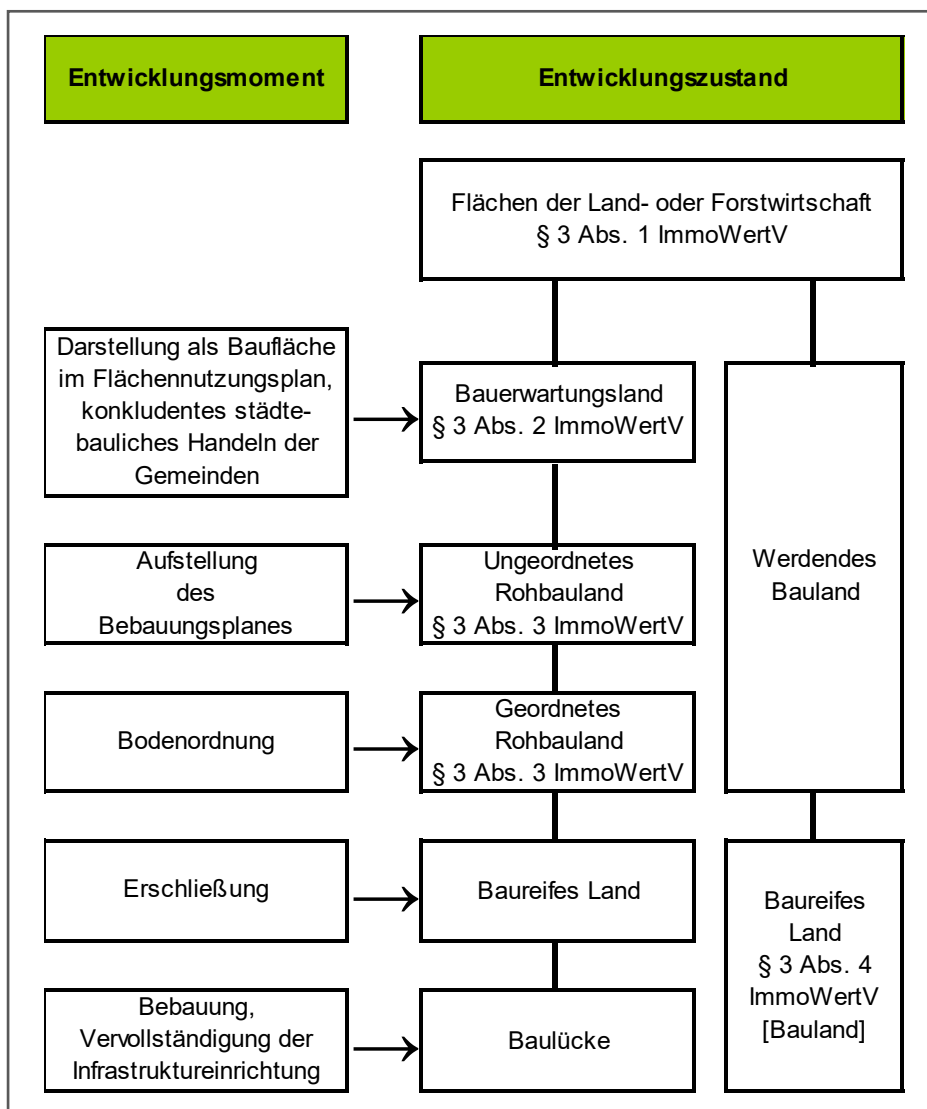 Entwicklungsmoment
Entwicklungszustand
Flächen der Land- oder Forstwirtschaft
§ 3 Abs. 1 ImmoWertV
Darstellung als Baufläche
im Flächennutzungsplan,
konkludentes städte-
bauliches Handeln der
Gemeinden
Bauerwartungsland
§ 3 Abs. 2 ImmoWertV
Werdendes
Bauland
Aufstellung
des
Bebauungsplanes
Ungeordnetes
Rohbauland
§ 3 Abs. 3 ImmoWertV
Bodenordnung
Geordnetes
Rohbauland
§ 3 Abs. 3 ImmoWertV
Erschließung
Baureifes Land
Baureifes
Land
§ 3 Abs. 4
ImmoWertV
[Bauland]
Bebauung,
Vervollständigung der
Infrastruktureinrichtung
Baulücke